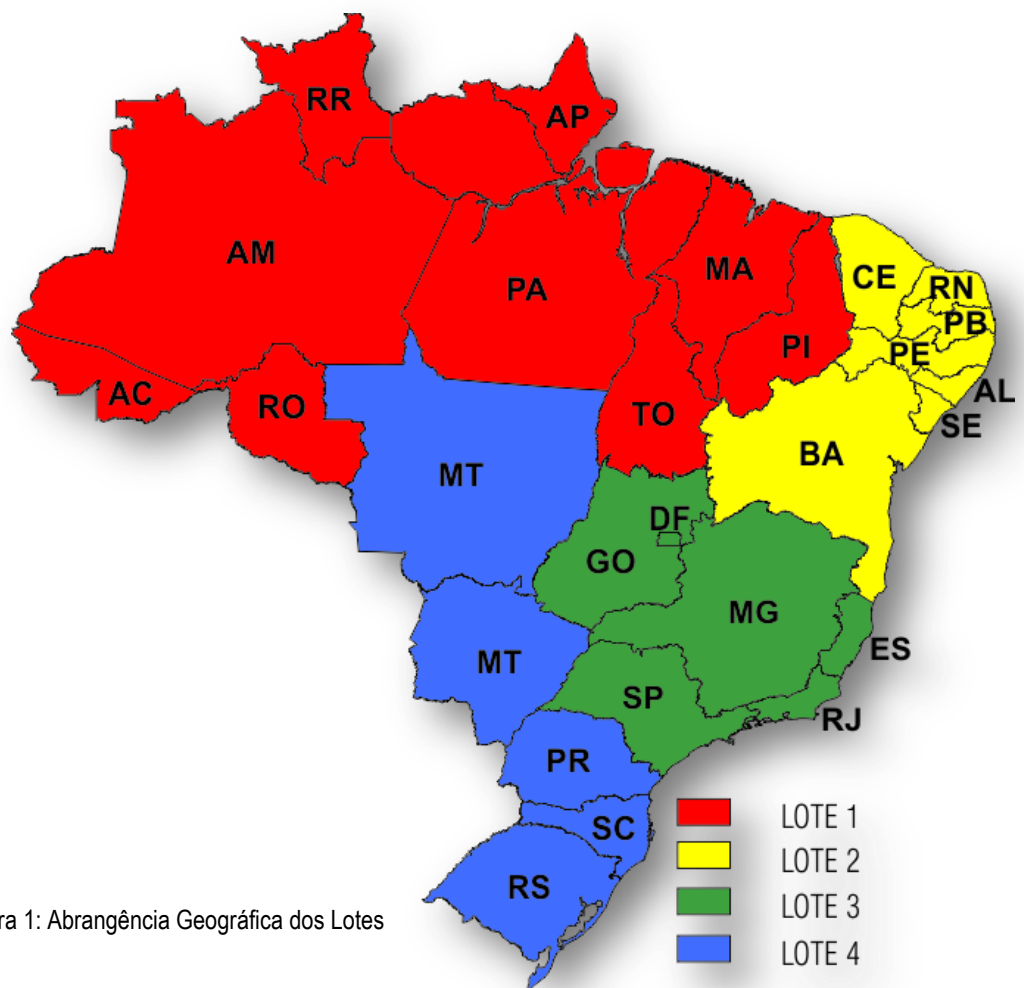 RR
AP
AM
PA
MA
CE
RN
PB
PI
PE
AC
RO
TO
AL
SE
BA
MT
DF
GO
MG
ES
MT
SP
RJ
PR
SC
RS
LOTE 1
LOTE 2
LOTE 3
LOTE 4
ra 1: Abrangência Geográfica dos Lotes